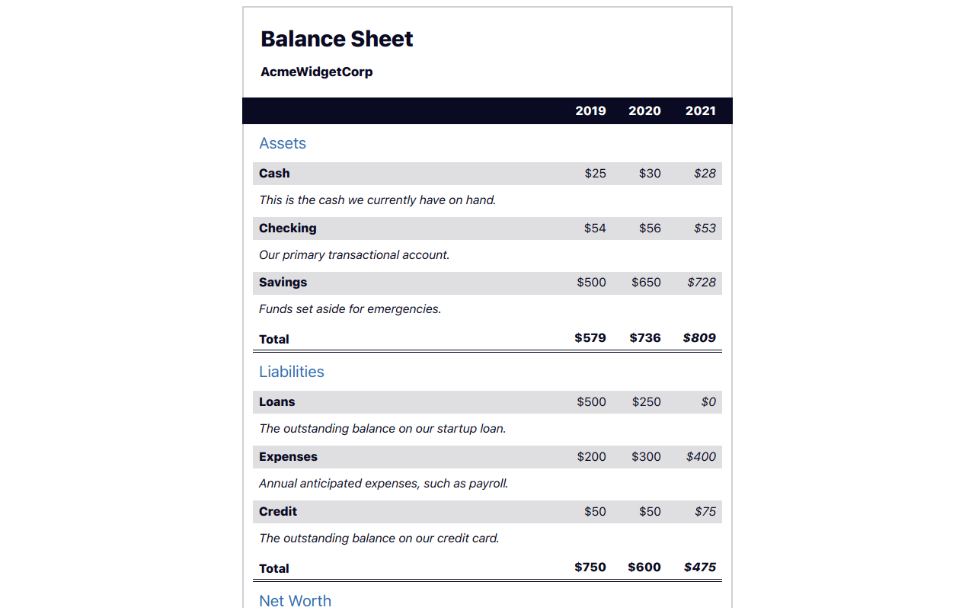 Balance Sheet
AcmeWidgetCorp
2019 2020 2021
Assets
Cash $25 $30 $28
This is the cash we currently have on hand.
Checking $54 $56 $53
Our primary transactional account.
Savings $500 $650 $728
Funds set aside for emergencies.
Total $579 $736 $809
Liabilities
Loans $500 $250 $0
The outstanding balance on our startup loan.
Expenses $200 $300 $400
Annual anticipated expenses, such as payroll.
Credit $50 $50 $75
The outstanding balance on our credit card.
Total $750 $600 $475
Net Worth